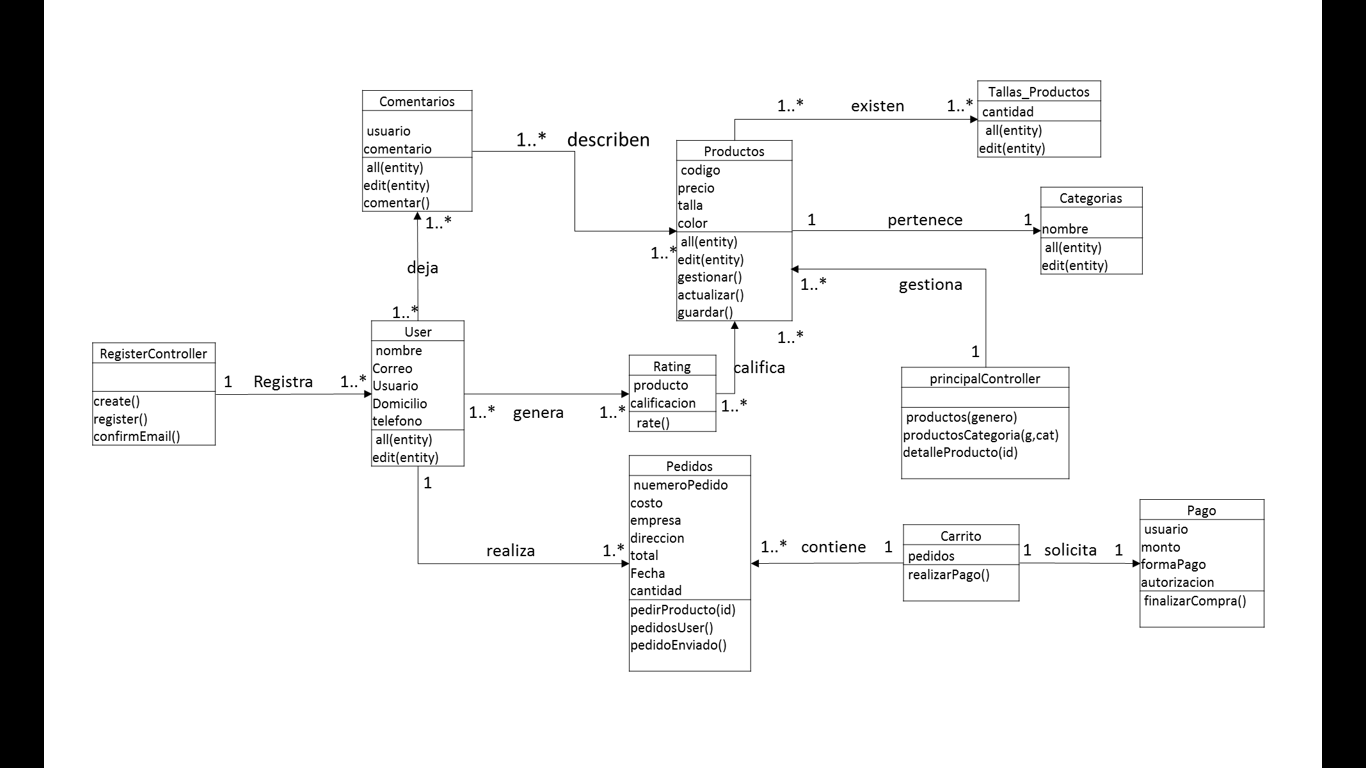 Comentarios
usuario
comentario
all(entity)
edit(entity)
comentar()
1..* describen
1..*
1..*
deja
1..*
1..* existen 1..*
Tallas_Productos
cantidad
all(entity)
edit(entity)
Productos
codigo
precio
talla
color
all(entity)
edit(entity)
gestionar()
actualizar()
guardar()
1 pertenece 1
Categorias
nombre
all(entity)
edit(entity)
1..* gestiona
1
principalController
productos(genero)
productosCategoria(g,cat)
detalleProducto(id)
RegisterController
create()
register()
confirmEmail()
1 Registra 1..*
User
nombre
Correo
Usuario
Domicilio
telefono
all(entity)
edit(entity)
1..* genera 1..*
Rating
producto
calificacion
rate()
1..*
califica
1..*
1
realiza 1.*
Pedidos
nuemeroPedido
costo
empresa
direccion
total
Fecha
cantidad
pedirProducto(id)
pedidosUser()
pedidoEnviado()
1..* contiene 1
Carrito
pedidos
realizarPago()
1 solicita 1
Pago
usuario
monto
formaPago
autorizacion
finalizarCompra()